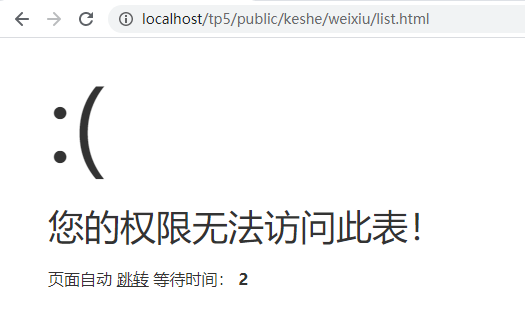 localhost/tp5/public/keshe/weixiu/list.html
:(
您的权限无法访问此表！
页面自动 跳转 等待时间： 2